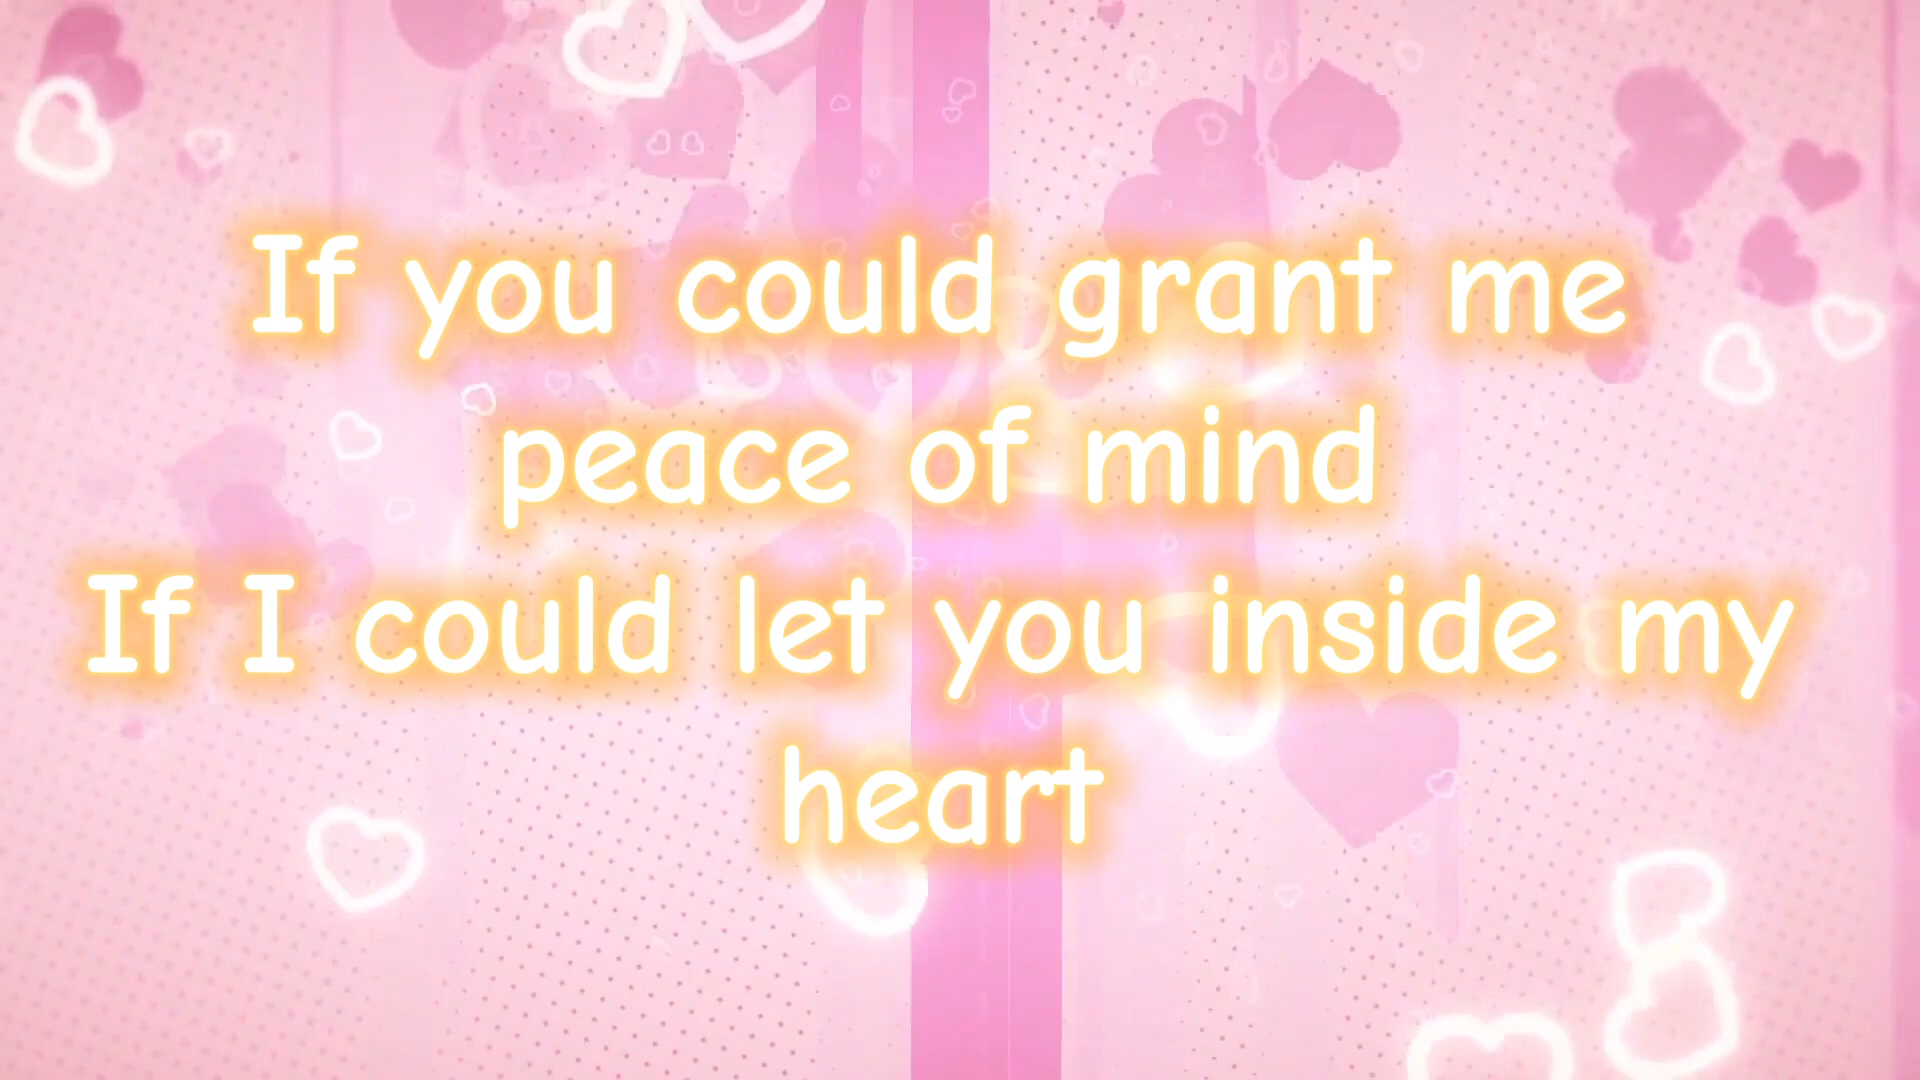 If you could grant me
peace of mind
If I could let you inside my
heart